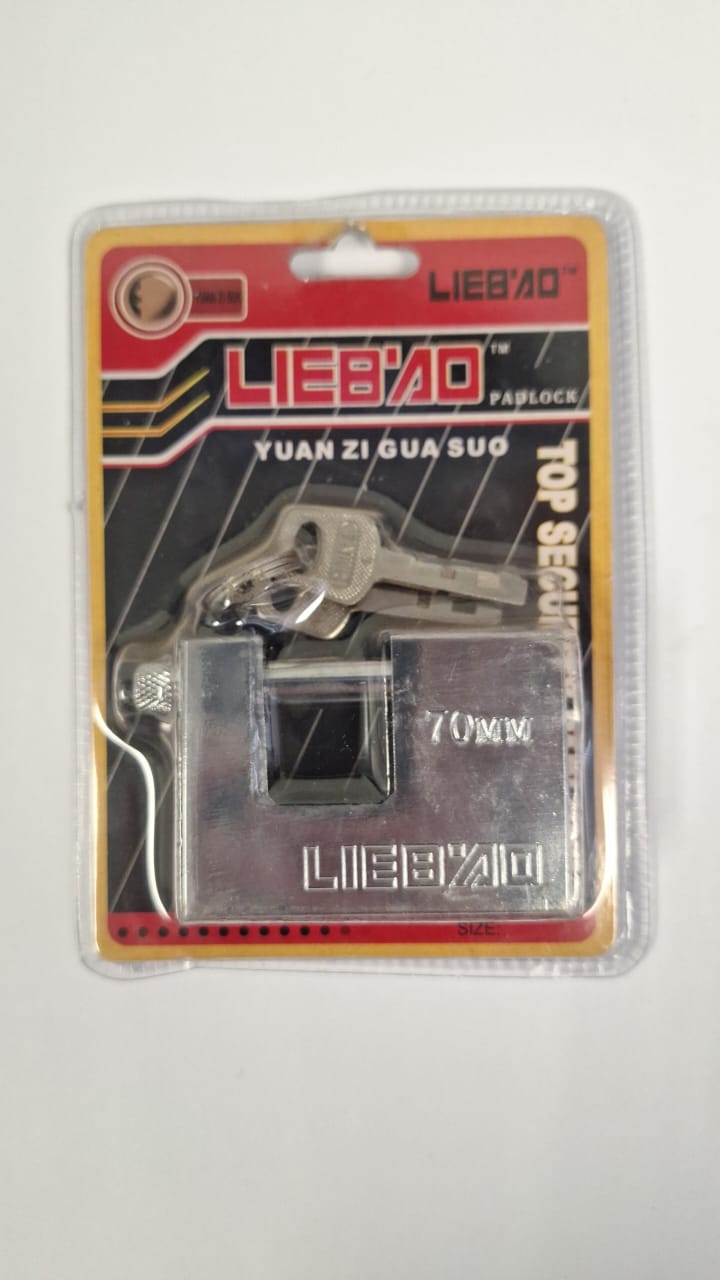 LIEB'AO™
LIEB'AO™
PADLOCK
YUAN ZI GUA SUO
TOP SECU
70MM
LIEB'AO
SIZE: